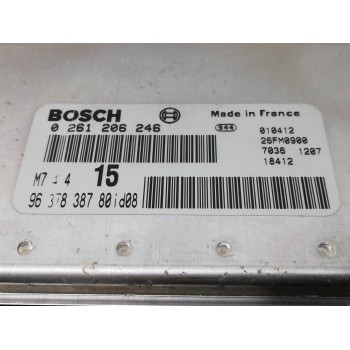 BOSCH Made in France
0 261 206 246 S44 010412
26FM0900
7036 1207
18412
M7 4 15
96 378 387 80 id08